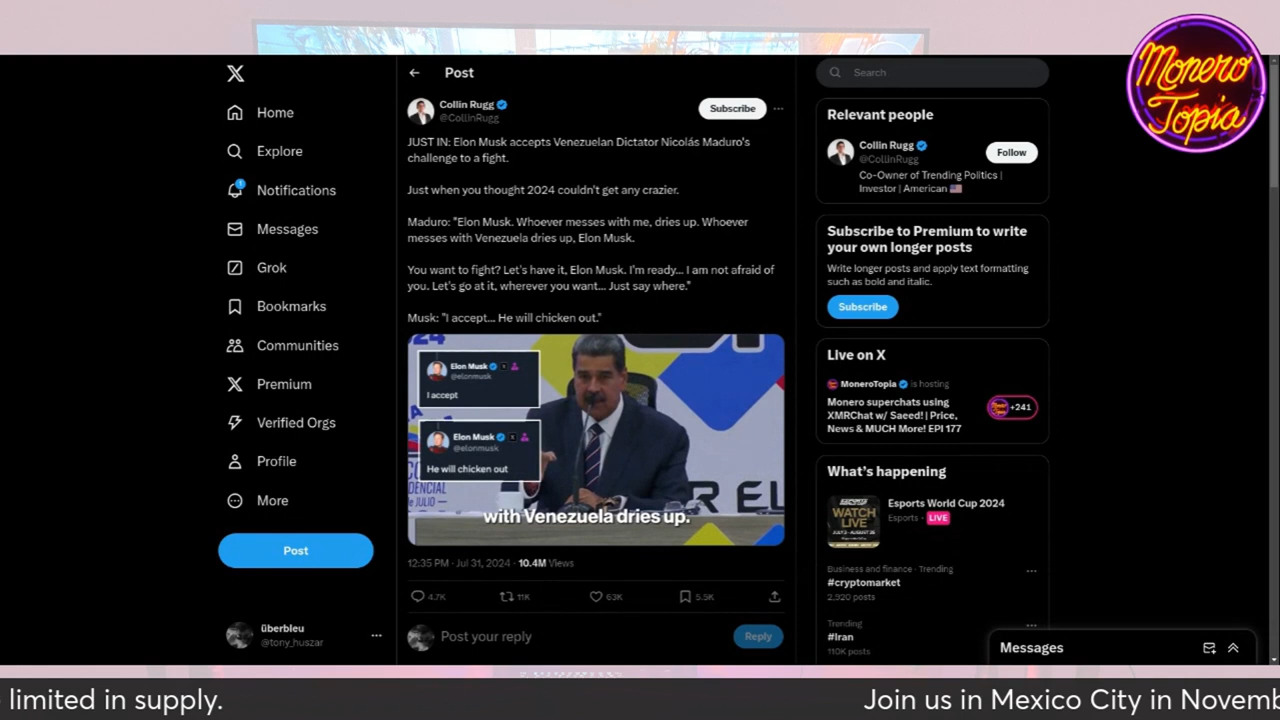 Monero
Topia
Home
Explore
Notifications
Messages
Grok
Bookmarks
Communities
Premium
Verified Orgs
Profile
More
Post
überbleu
@tony_huszar
Post
Collin Rugg
@CollinRugg
Subscribe
JUST IN: Elon Musk accepts Venezuelan Dictator Nicolás Maduro's
challenge to a fight.
Just when you thought 2024 couldn't get any crazier.
Maduro: "Elon Musk. Whoever messes with me, dries up. Whoever
messes with Venezuela dries up, Elon Musk.
You want to fight? Let's have it, Elon Musk. I'm ready... I am not afraid of
you. Let's go at it, wherever you want... Just say where."
Musk: "I accept... He will chicken out."
Elon Musk
@elonmusk
I accept
Elon Musk
@elonmusk
He will chicken out
with Venezuela dries up.
12:35 PM · Jul 31, 2024 · 10.4M Views
4.7K 11K 63K 5.5K
Post your reply
Reply
Search
Relevant people
Collin Rugg
@CollinRugg
Follow
Co-Owner of Trending Politics |
Investor | American
Subscribe to Premium to write
your own longer posts
Write longer posts and apply text formatting
such as bold and italic.
Subscribe
Live on X
MoneroTopia is hosting
Monero superchats using
XMRChat w/ Saeed! | Price,
News & MUCH More! EPI 177
+241
What's happening
WATCH
LIVE
Esports World Cup 2024
Esports · LIVE
Business and finance · Trending
#cryptomarket
2,920 posts
Trending
#Iran
110K posts
Messages
limited in supply.
Join us in Mexico City in Novemb